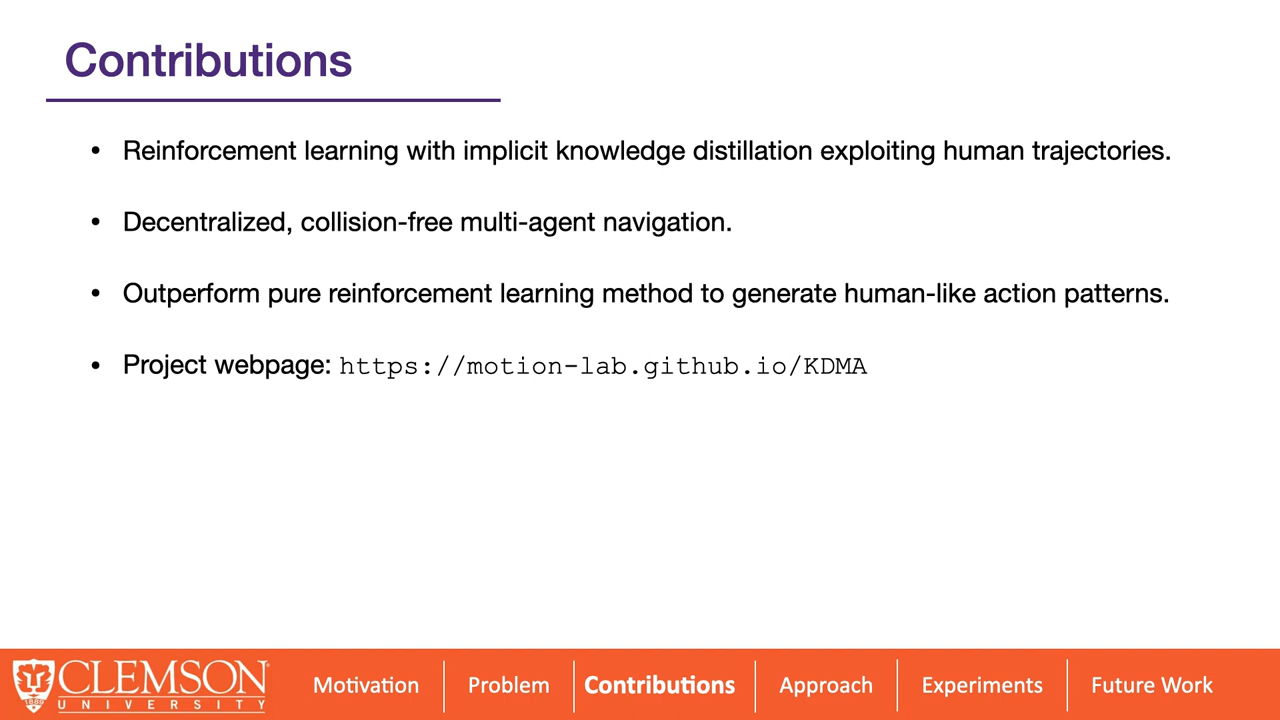 Contributions
• Reinforcement learning with implicit knowledge distillation exploiting human trajectories.
• Decentralized, collision-free multi-agent navigation.
• Outperform pure reinforcement learning method to generate human-like action patterns.
• Project webpage: https://motion-lab.github.io/KDMA
CLEMSON
UNIVERSITY
Motivation
Problem
Contributions
Approach
Experiments
Future Work